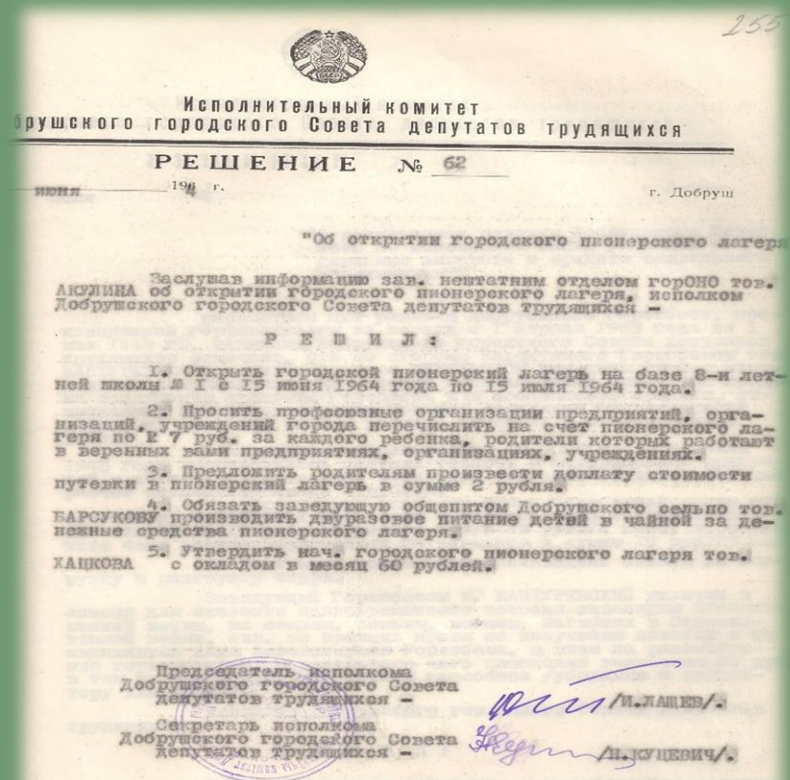 255
Исполнительный комитет
брушского городского Совета депутатов трудящихся
РЕШЕНИЕ № 62
июня 1964 г. г. Добруш
"Об открытии городского пионерского лагеря
Заслушав информацию зав. нештатним отделом горОНО тов.
АКУЛИНА об открытии городского пионерского лагеря, исполком
Добрушского городского Совета депутатов трудящихся –
Р Е Ш И Л :
I. Открыть городской пионерский лагерь на базе 8-и лет-
ней школы № I с 15 июня 1964 года по 15 июля 1964 года.
2. Просить профсоюзные организации предприятий, орга-
низаций, учреждений города перечислить на счет пионерского ла-
геря по 7 руб. за каждого ребенка, родители которых работают
в веренных вами предприятиях, организациях, учреждениях.
3. Предложить родителям произвести доплату стоимости
путевки в пионерский лагерь в сумме 2 рубля.
4. Обязать заведующую общепитом Добрушского сельпо тов.
БАРСУКОВУ производить двуразовое питание детей в чайной за де-
нежные средства пионерского лагеря.
5. Утвердить нач. городского пионерского лагеря тов.
ХАЦКОВА с окладом в месяц 60 рублей.
Председатель исполкома
Добрушского городского Совета
депутатов трудящихся – /И.ЛАЩЕВ/.
Секретарь исполкома
Добрушского городского Совета
депутатов трудящихся – /Н.КУЦЕВИЧ/.